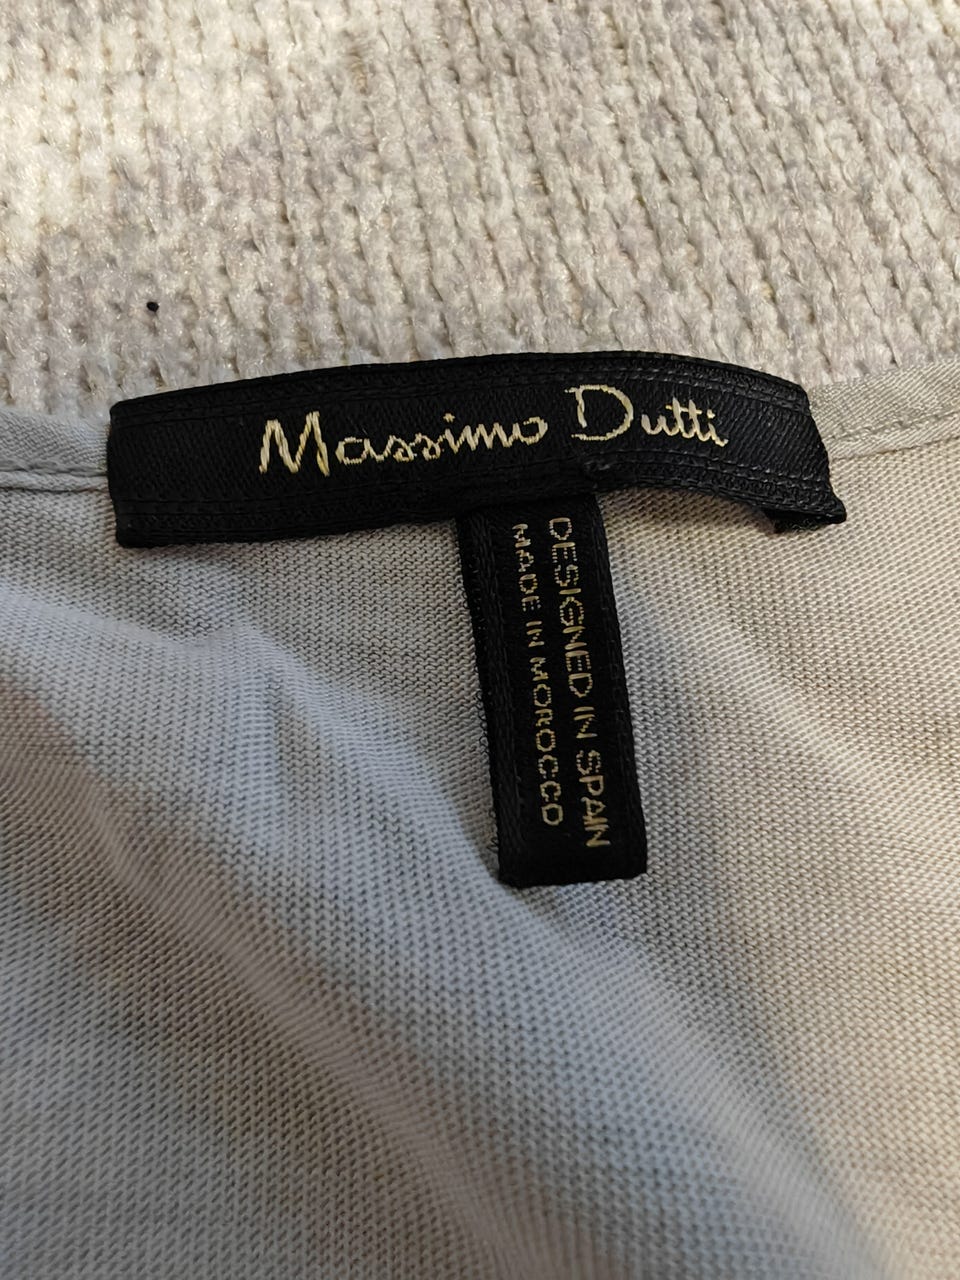 Massimo Dutti
DESIGNED IN SPAIN
MADE IN MOROCCO